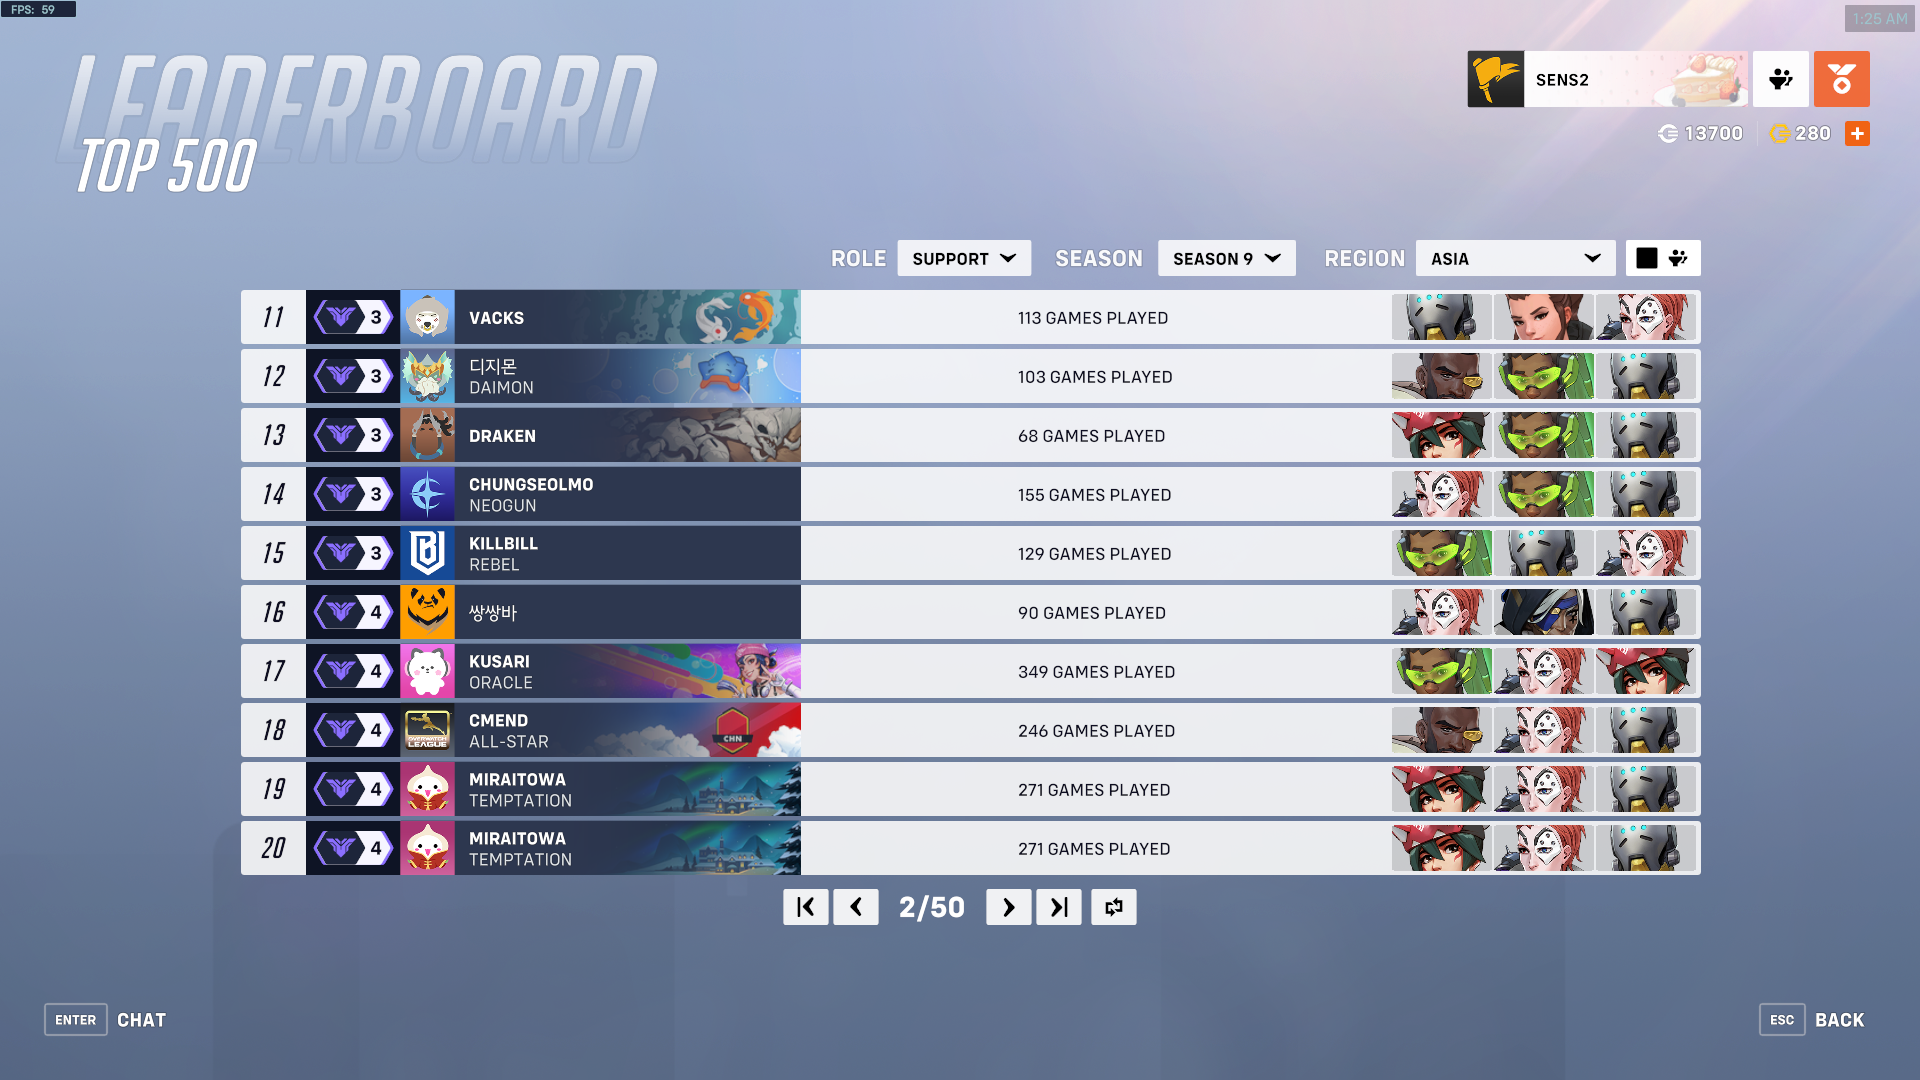 FPS: 59
1:25 AM
LEADERBOARD
TOP 500
SENS2
13700
280
ROLE
SUPPORT
SEASON
SEASON 9
REGION
ASIA
11
3
VACKS
113 GAMES PLAYED
12
3
디지몬
DAIMON
103 GAMES PLAYED
13
3
DRAKEN
68 GAMES PLAYED
14
3
CHUNGSEOLMO
NEOGUN
155 GAMES PLAYED
15
3
KILLBILL
REBEL
129 GAMES PLAYED
16
4
쌍쌍바
90 GAMES PLAYED
17
4
KUSARI
ORACLE
349 GAMES PLAYED
18
4
OVERWATCH
LEAGUE
CMEND
ALL-STAR
CHN
246 GAMES PLAYED
19
4
MIRAITOWA
TEMPTATION
271 GAMES PLAYED
20
4
MIRAITOWA
TEMPTATION
271 GAMES PLAYED
2/50
ENTER
CHAT
ESC
BACK